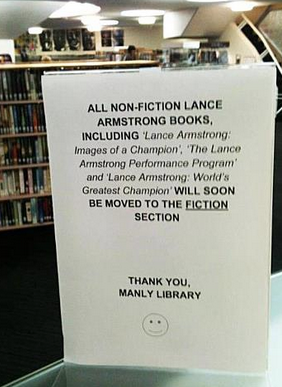 ALL NON-FICTION LANCE
ARMSTRONG BOOKS,
INCLUDING ‘Lance Armstrong:
Images of a Champion’, ‘The Lance
Armstrong Performance Program’
and ‘Lance Armstrong: World’s
Greatest Champion’ WILL SOON
BE MOVED TO THE FICTION
SECTION
THANK YOU,
MANLY LIBRARY